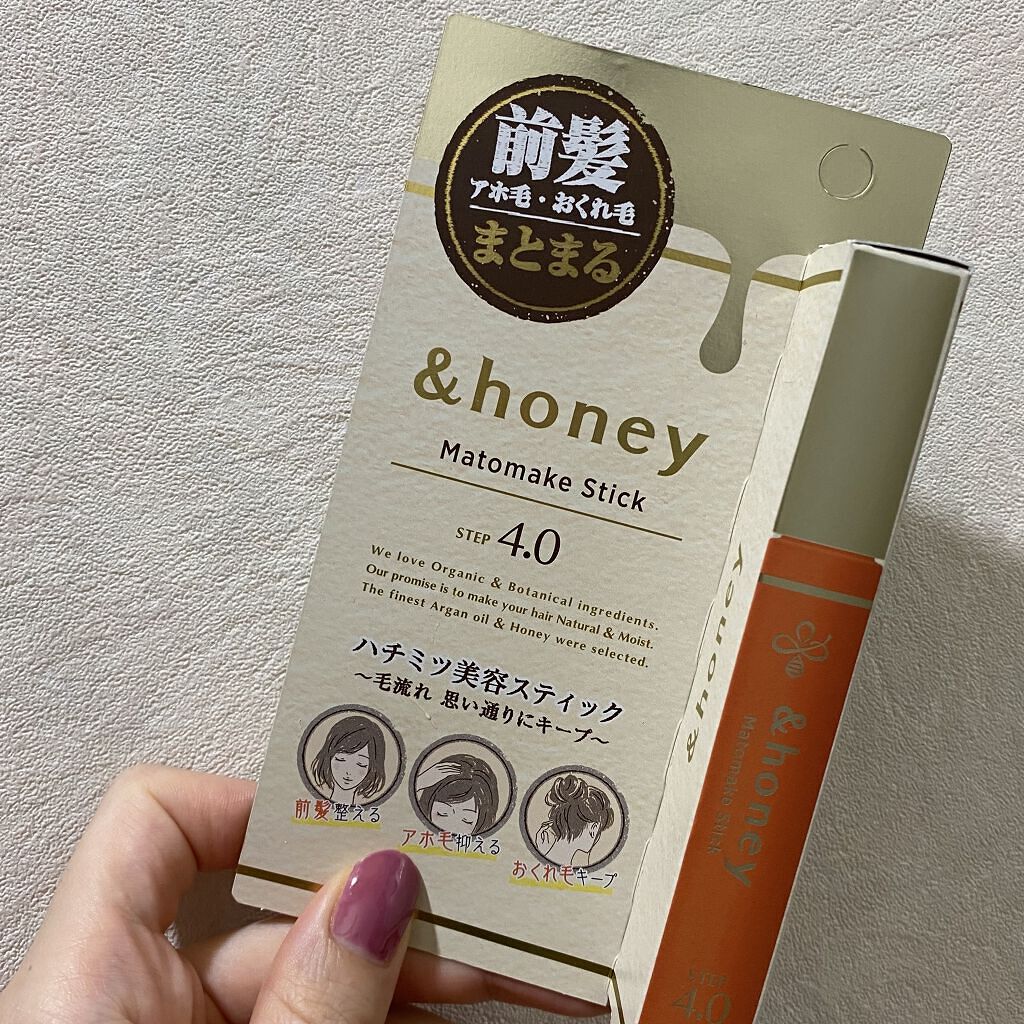 前髪
アホ毛・おくれ毛
まとまる
&honey
Matomake Stick
STEP 4.0
We love Organic & Botanical ingredients.
Our promise is to make your hair Natural & Moist.
The finest Argan oil & Honey were selected.
ハチミツ美容スティック
〜毛流れ 思い通りにキープ〜
前髪整える
アホ毛抑える
おくれ毛キープ
&honey
&honey
Matomake Stick
STEP
4.0